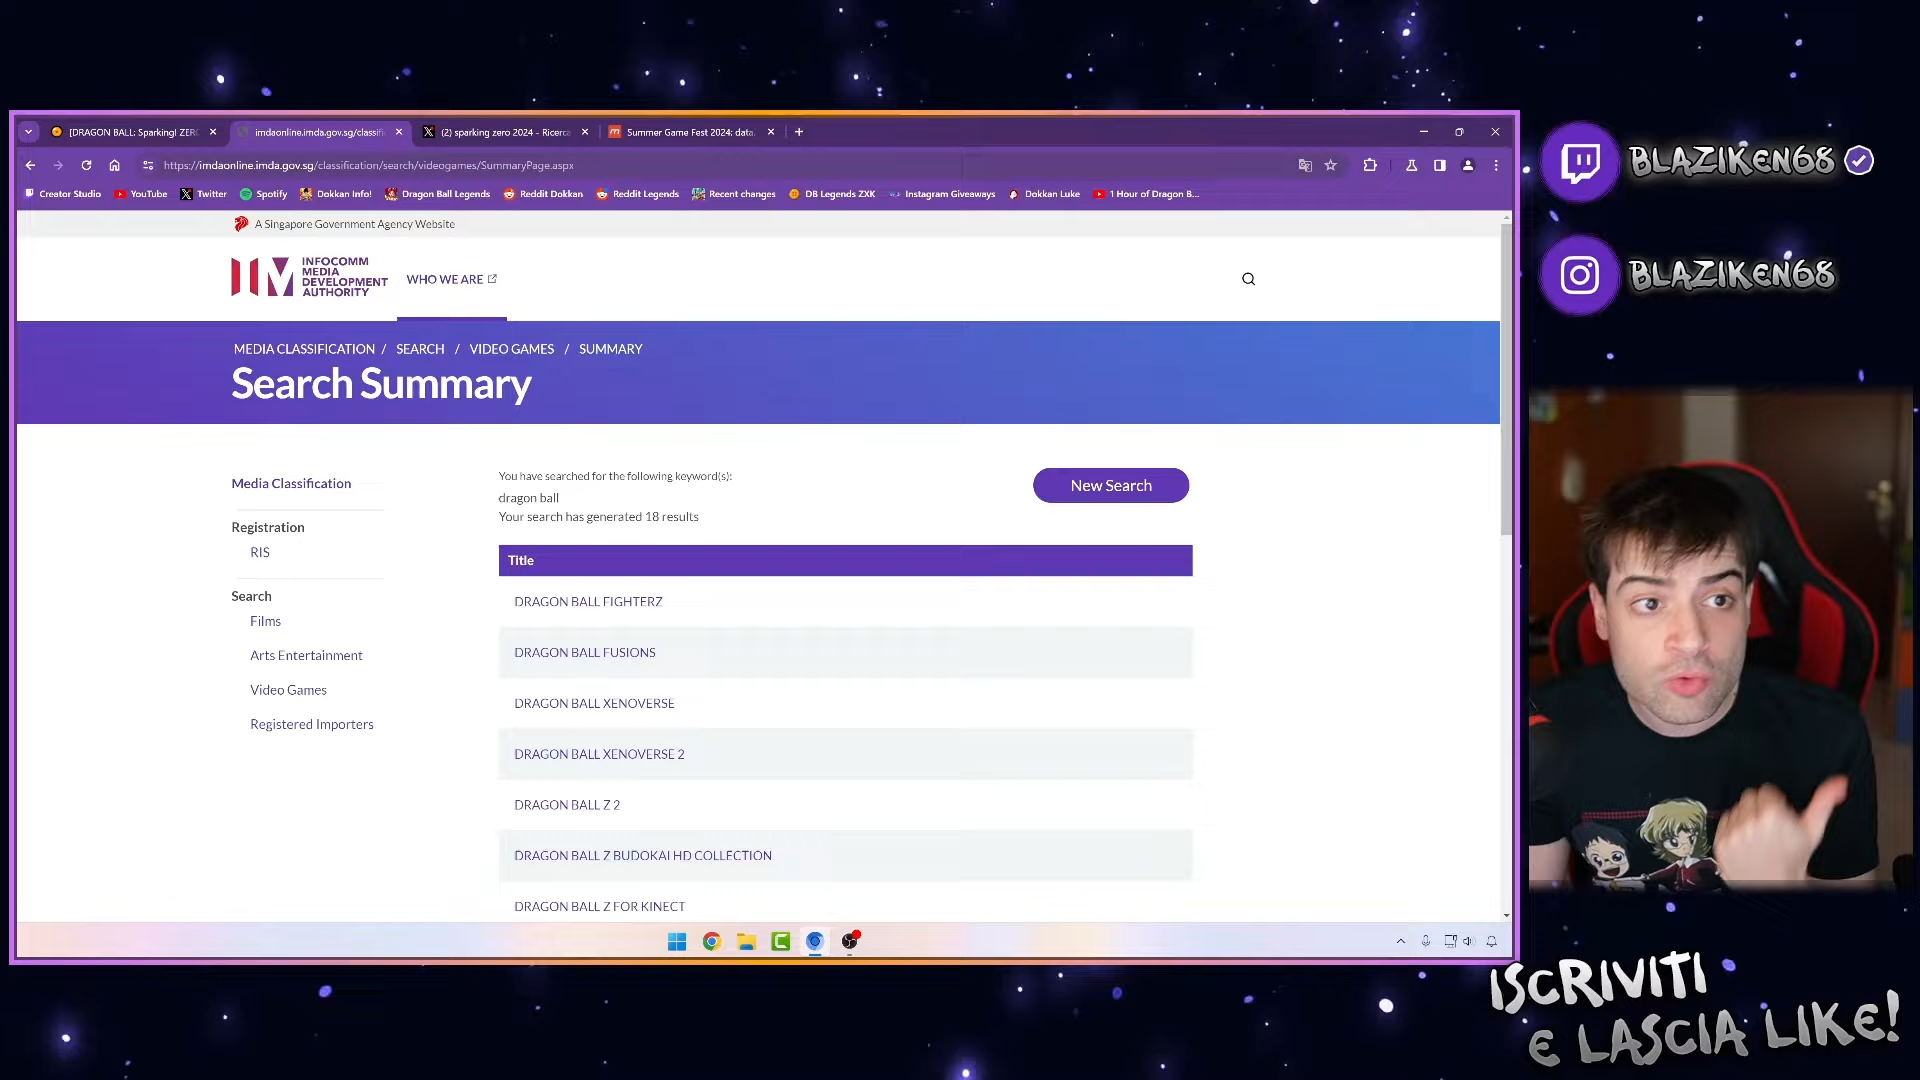 [DRAGON BALL: Sparking! ZERO
imdaonline.imda.gov.sg/classifi
(2) sparking zero 2024 - Ricerca
Summer Game Fest 2024: data,
https://imdaonline.imda.gov.sg/classification/search/videogames/SummaryPage.aspx
Creator Studio
YouTube
Twitter
Spotify
Dokkan Info!
Dragon Ball Legends
Reddit Dokkan
Reddit Legends
Recent changes
DB Legends ZXK
Instagram Giveaways
Dokkan Luke
1 Hour of Dragon B...
A Singapore Government Agency Website
INFOCOMM
MEDIA
DEVELOPMENT
AUTHORITY
WHO WE ARE
MEDIA CLASSIFICATION / SEARCH / VIDEO GAMES / SUMMARY
Search Summary
Media Classification
Registration
RIS
Search
Films
Arts Entertainment
Video Games
Registered Importers
You have searched for the following keyword(s):
dragon ball
Your search has generated 18 results
New Search
Title
DRAGON BALL FIGHTERZ
DRAGON BALL FUSIONS
DRAGON BALL XENOVERSE
DRAGON BALL XENOVERSE 2
DRAGON BALL Z 2
DRAGON BALL Z BUDOKAI HD COLLECTION
DRAGON BALL Z FOR KINECT
BLAZIKEN68
BLAZIKEN68
ISCRIVITI
E LASCIA LIKE!